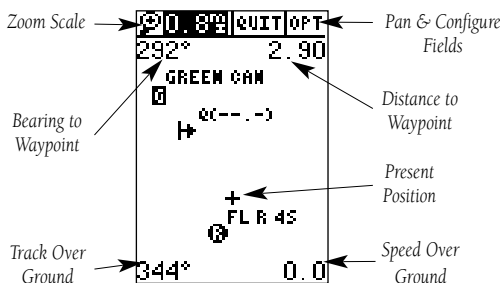 Zoom Scale
0.8 QUIT OPT
Pan & Configure
Fields
292° 2.90
GREEN CAN
G
Q(--.-)
Bearing to
Waypoint
Distance to
Waypoint
Present
Position
FL R 4S
R
Track Over
Ground
344° 0.0
Speed Over
Ground